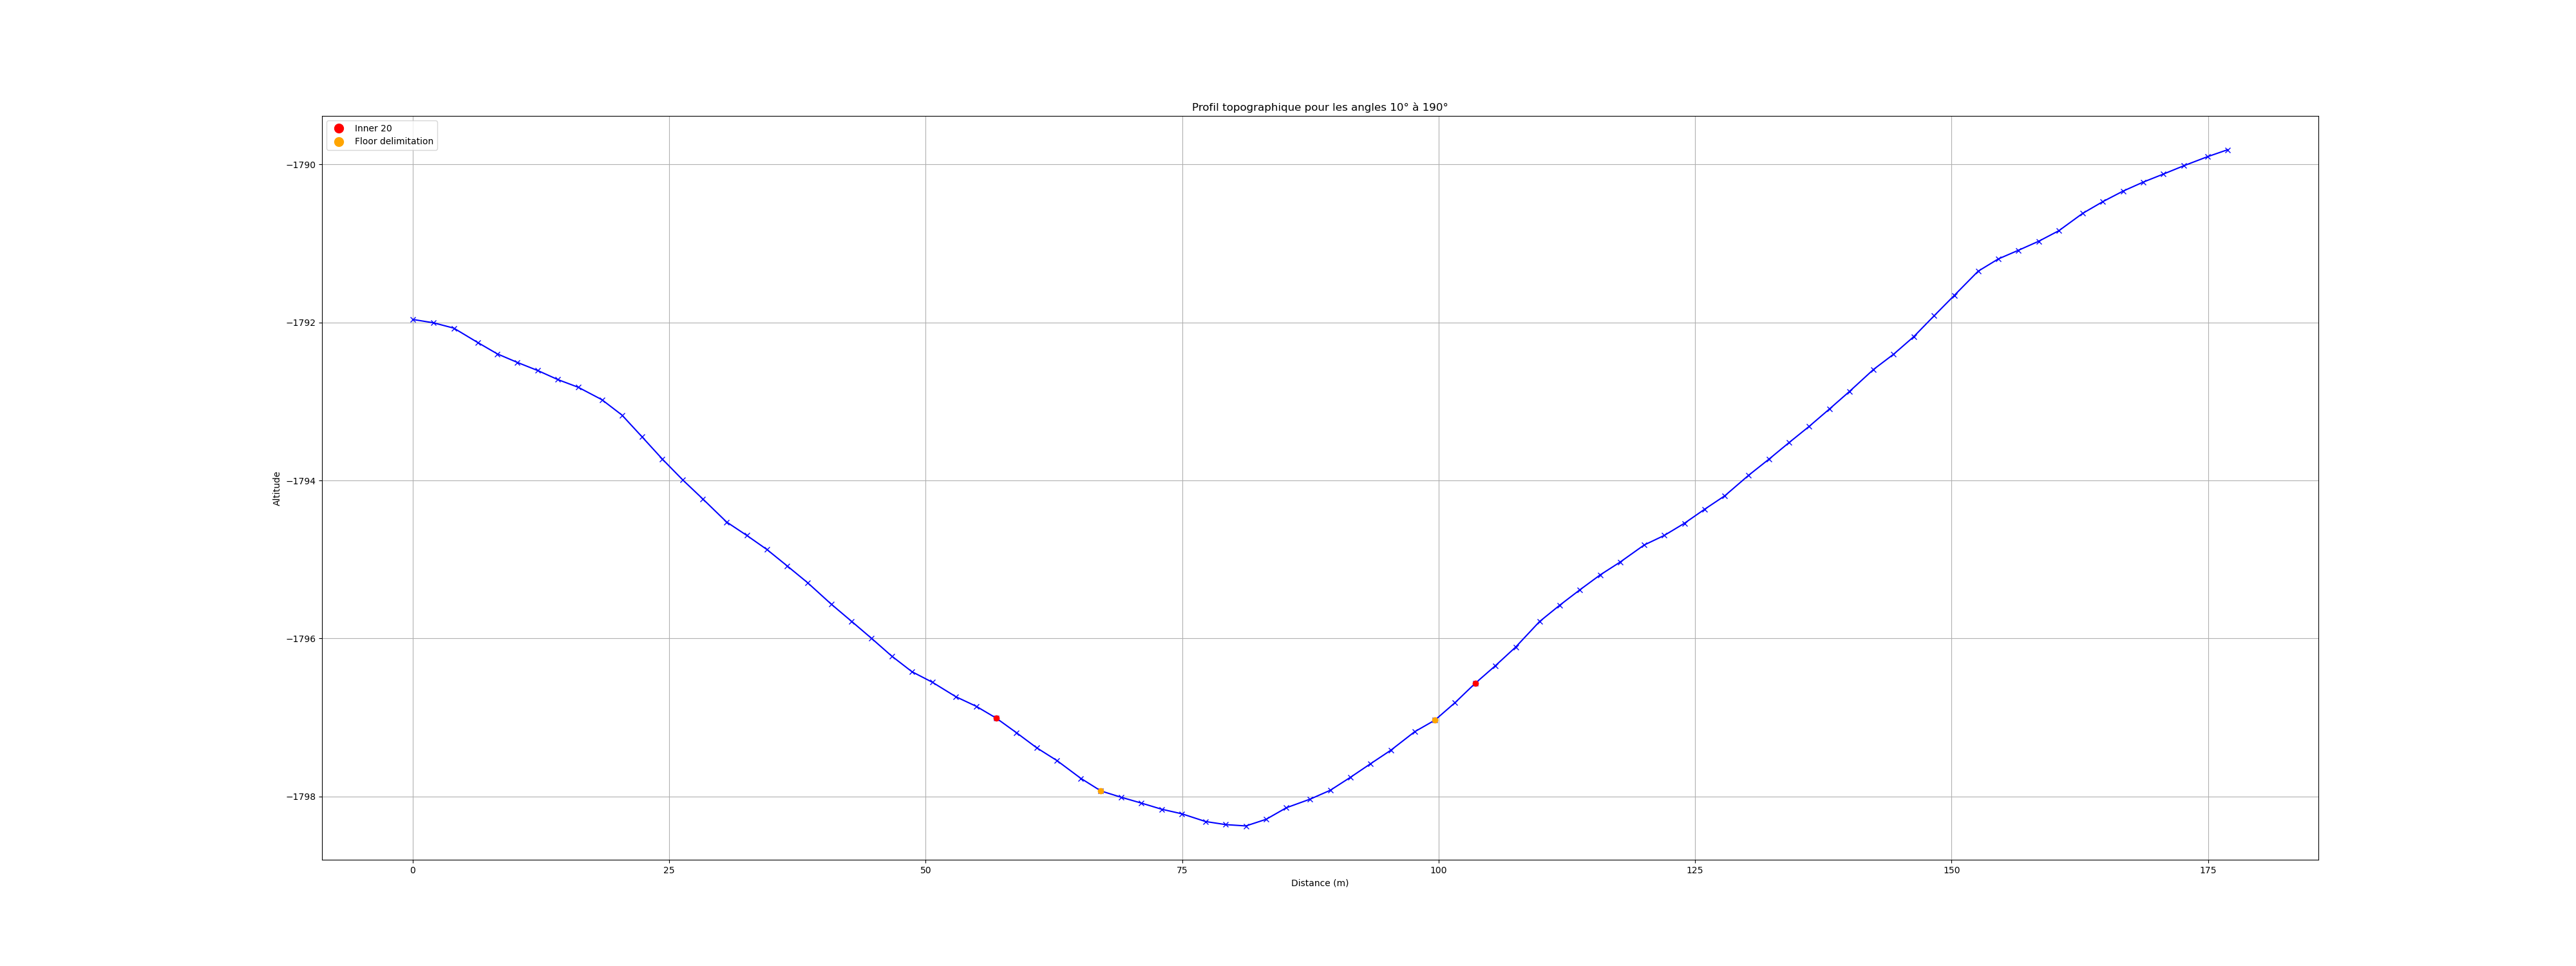 Profil topographique pour les angles 10° à 190°
Inner 20
Floor delimitation
−1790
−1792
−1794
−1796
−1798
Altitude
0 25 50 75 100 125 150 175
Distance (m)